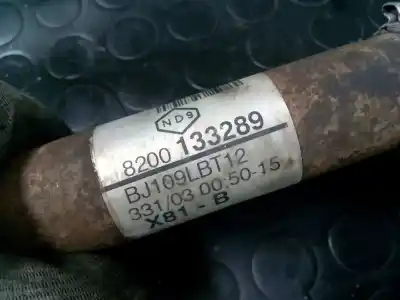 ND9
8200 133289
BJ109LBT12
331/03 00:50-15
X81 - B